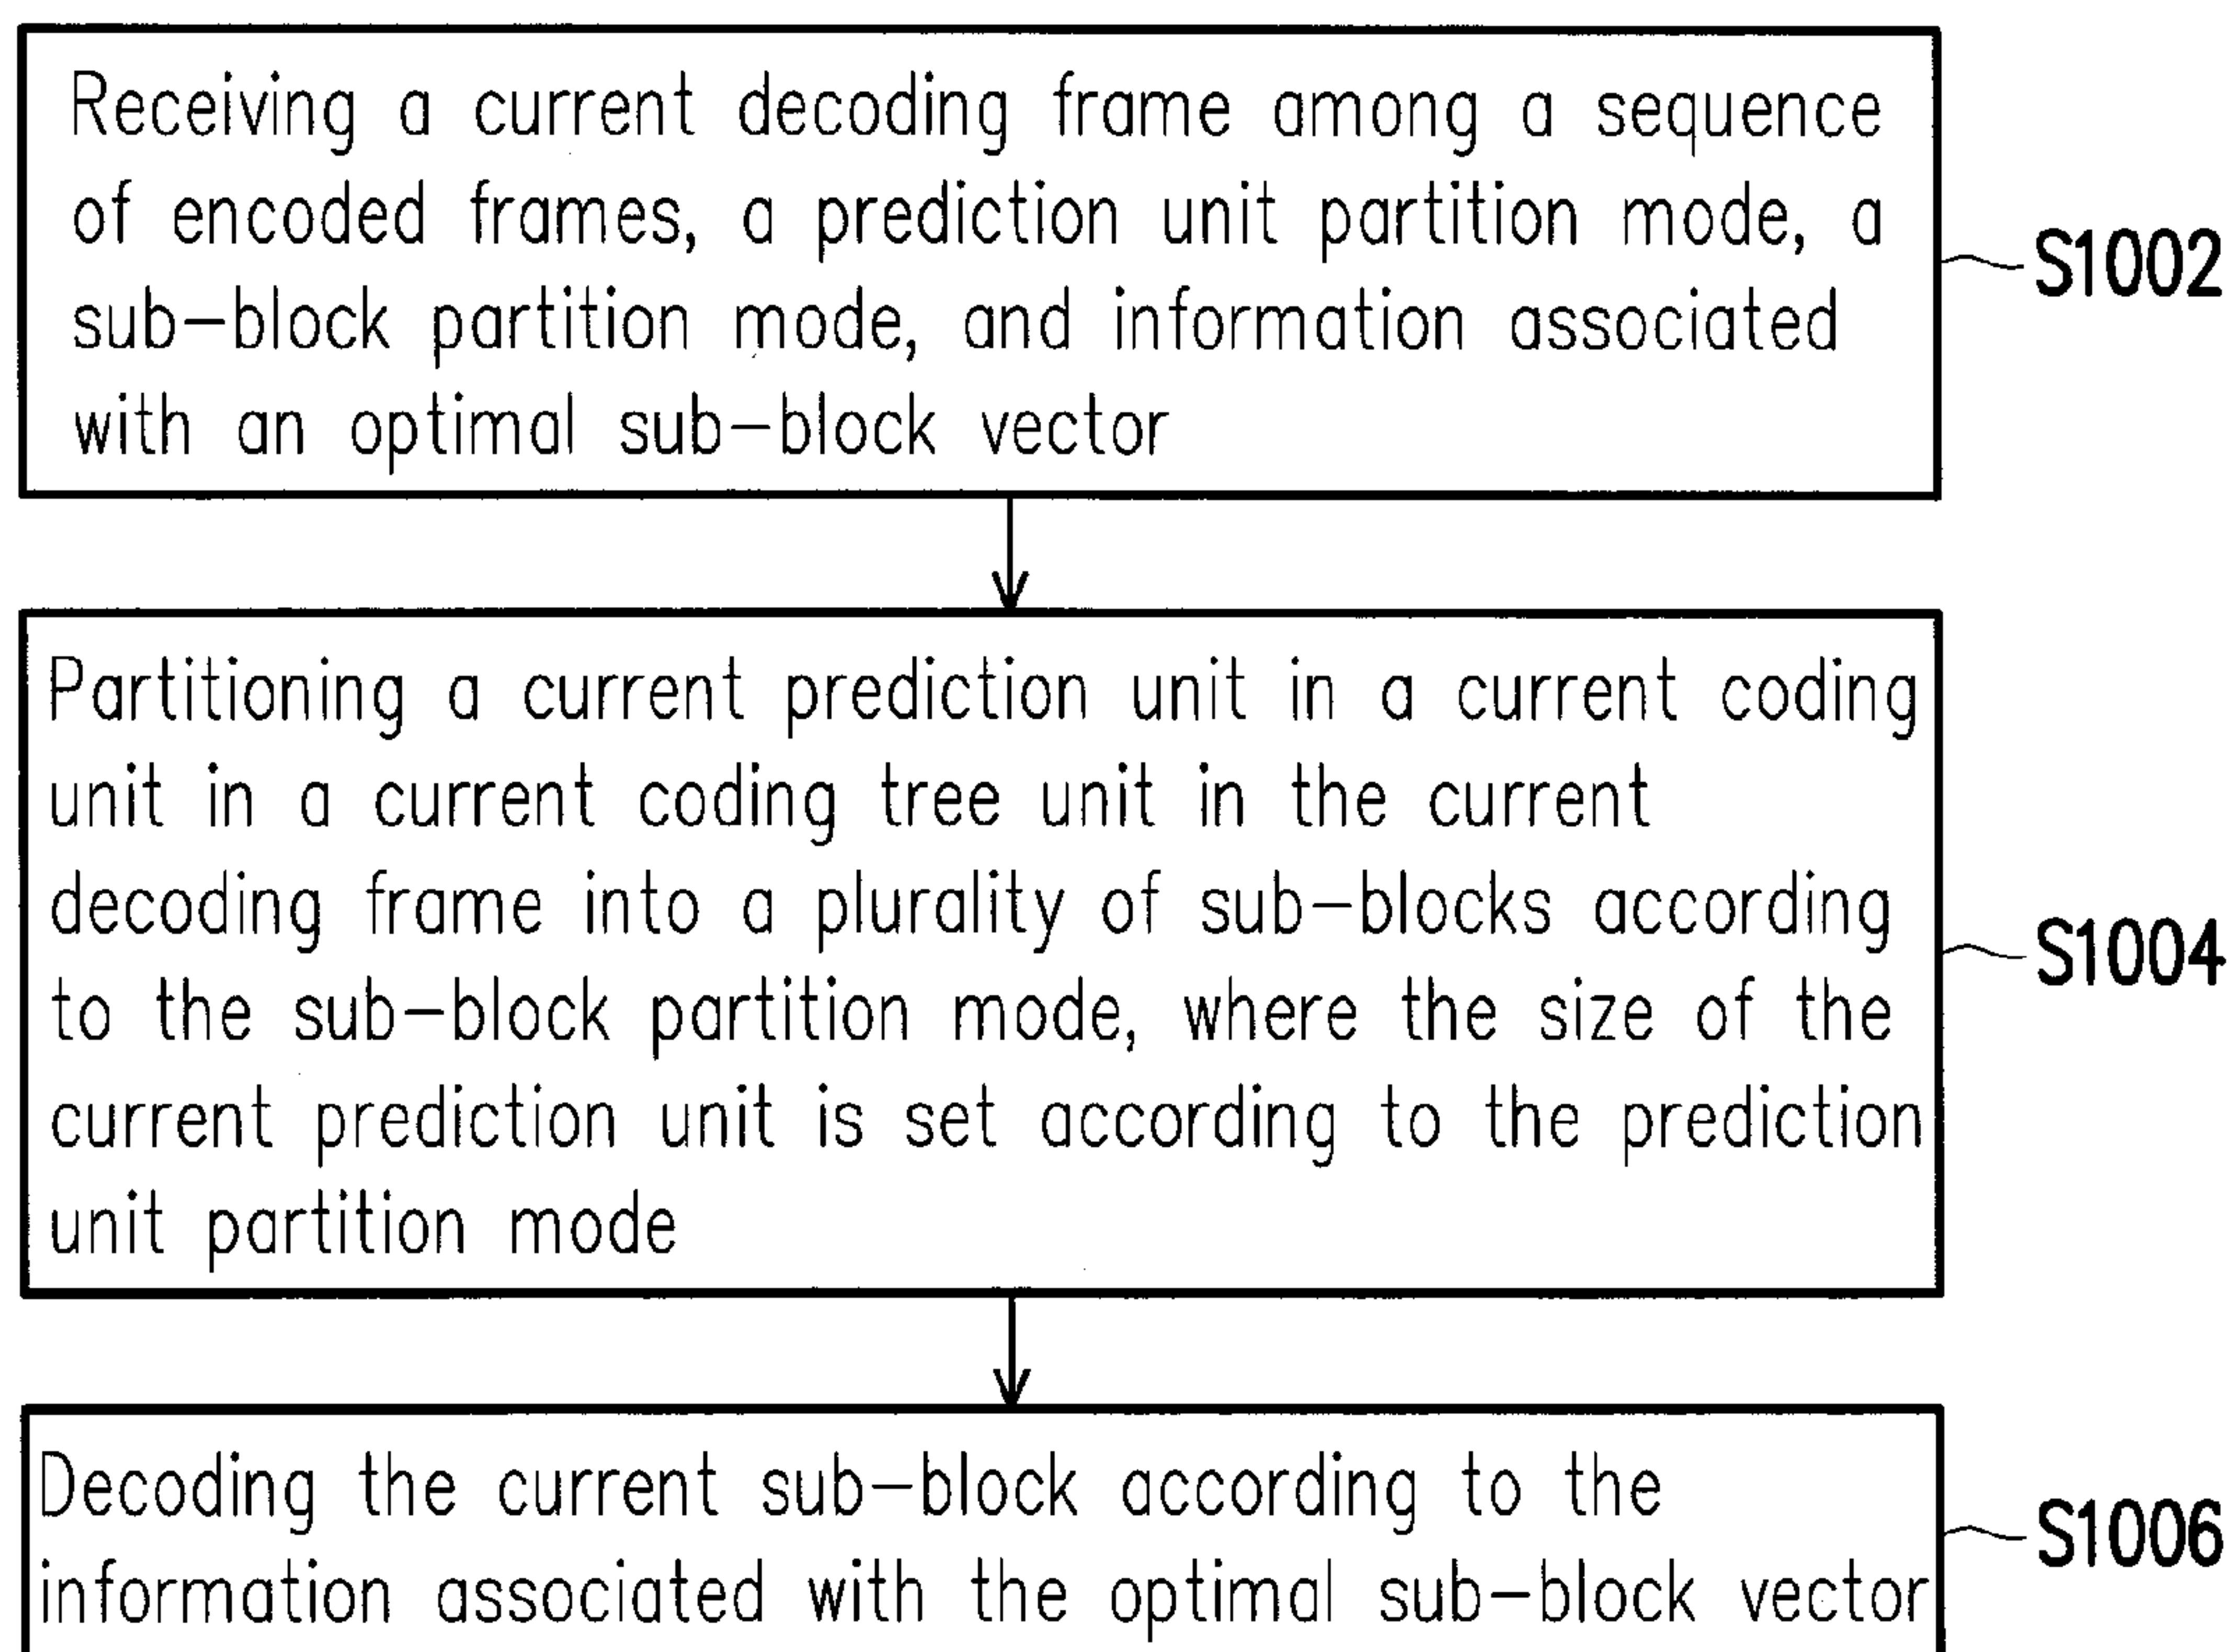 Receiving a current decoding frame among a sequence
of encoded frames, a prediction unit partition mode, a
sub-block partition mode, and information associated
with an optimal sub-block vector
S1002
Partitioning a current prediction unit in a current coding
unit in a current coding tree unit in the current
decoding frame into a plurality of sub-blocks according
to the sub-block partition mode, where the size of the
current prediction unit is set according to the prediction
unit partition mode
S1004
Decoding the current sub-block according to the
information associated with the optimal sub-block vector
S1006